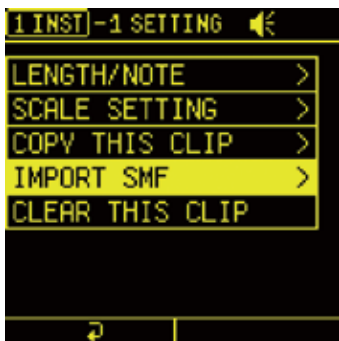 1 INST -1 SETTING
LENGTH/NOTE >
SCALE SETTING >
COPY THIS CLIP >
IMPORT SMF >
CLEAR THIS CLIP